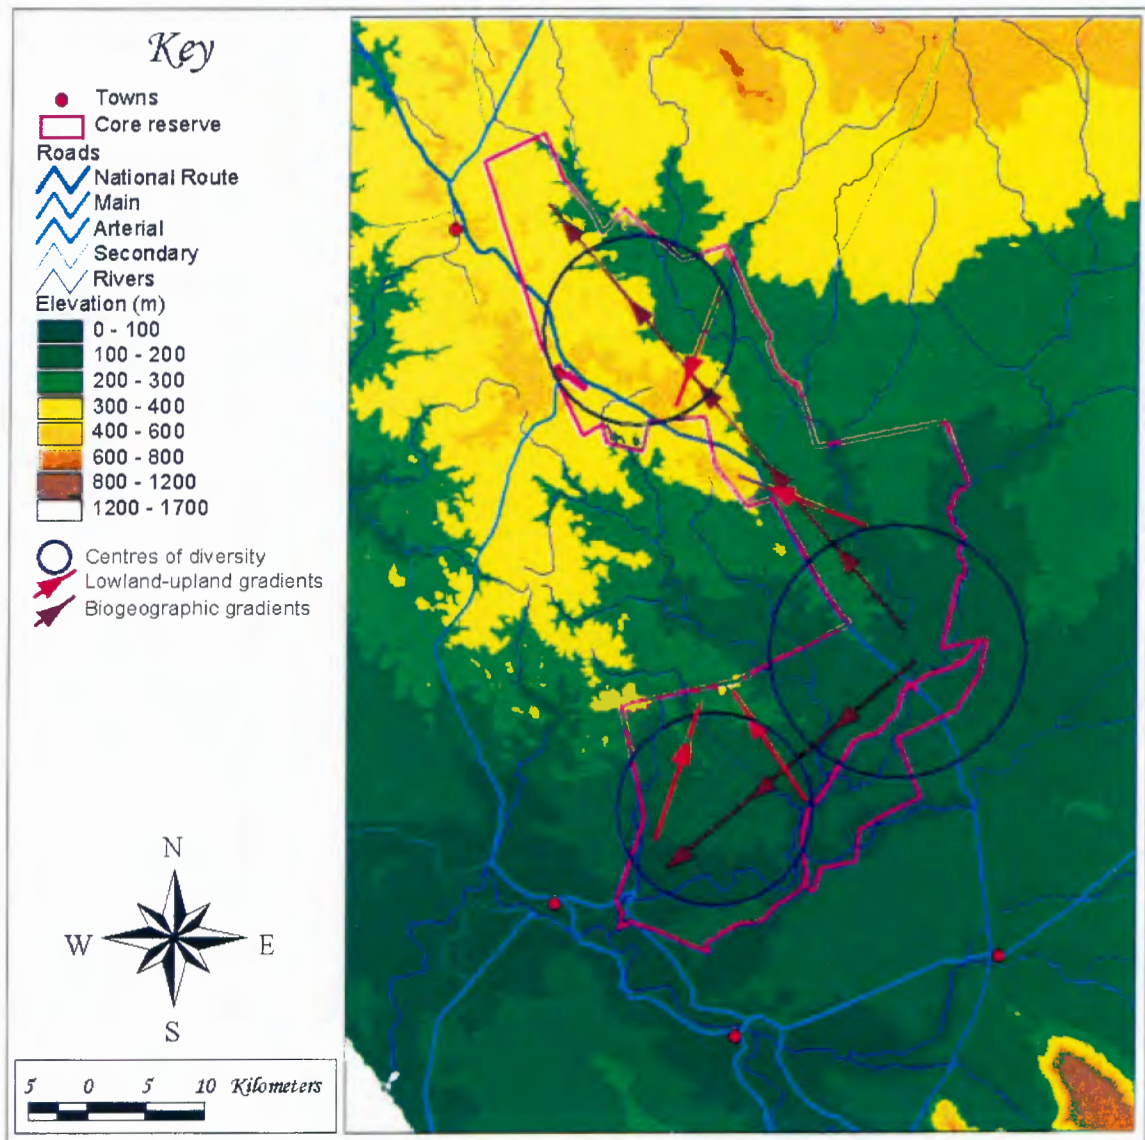 Key
Towns
Core reserve
Roads
National Route
Main
Arterial
Secondary
Rivers
Elevation (m)
0 - 100
100 - 200
200 - 300
300 - 400
400 - 600
600 - 800
800 - 1200
1200 - 1700
Centres of diversity
Lowland-upland gradients
Biogeographic gradients
N
W E
S
5 0 5 10 Kilometers